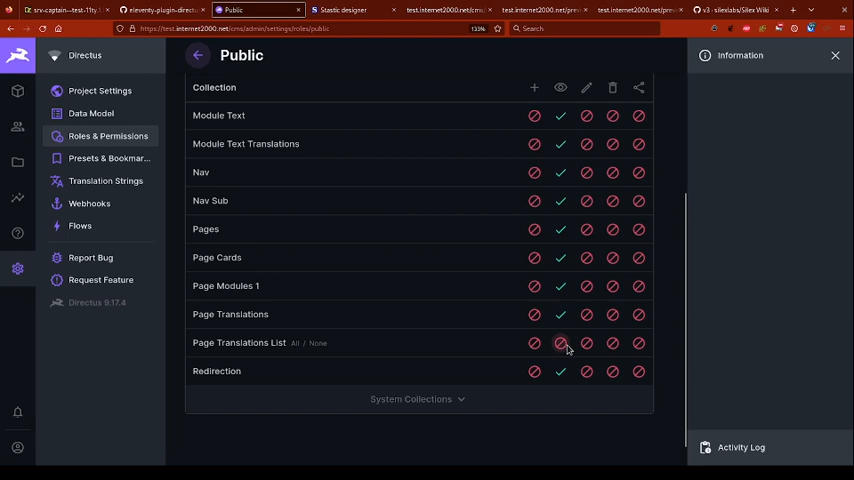 srv-captain--test-11ty.
eleventy-plugin-directu
Public
Stastic designer
test.internet2000.net/cms/
test.internet2000.net/prev
test.internet2000.net/prev
v3 · silexlabs/Silex Wiki
https://test.internet2000.net/cms/admin/settings/roles/public
133%
Search
Directus
Public
Information
Project Settings
Data Model
Roles & Permissions
Presets & Bookmar...
Translation Strings
Webhooks
Flows
Report Bug
Request Feature
Directus 9.17.4
Collection
Module Text
Module Text Translations
Nav
Nav Sub
Pages
Page Cards
Page Modules 1
Page Translations
Page Translations List All / None
Redirection
System Collections
Activity Log